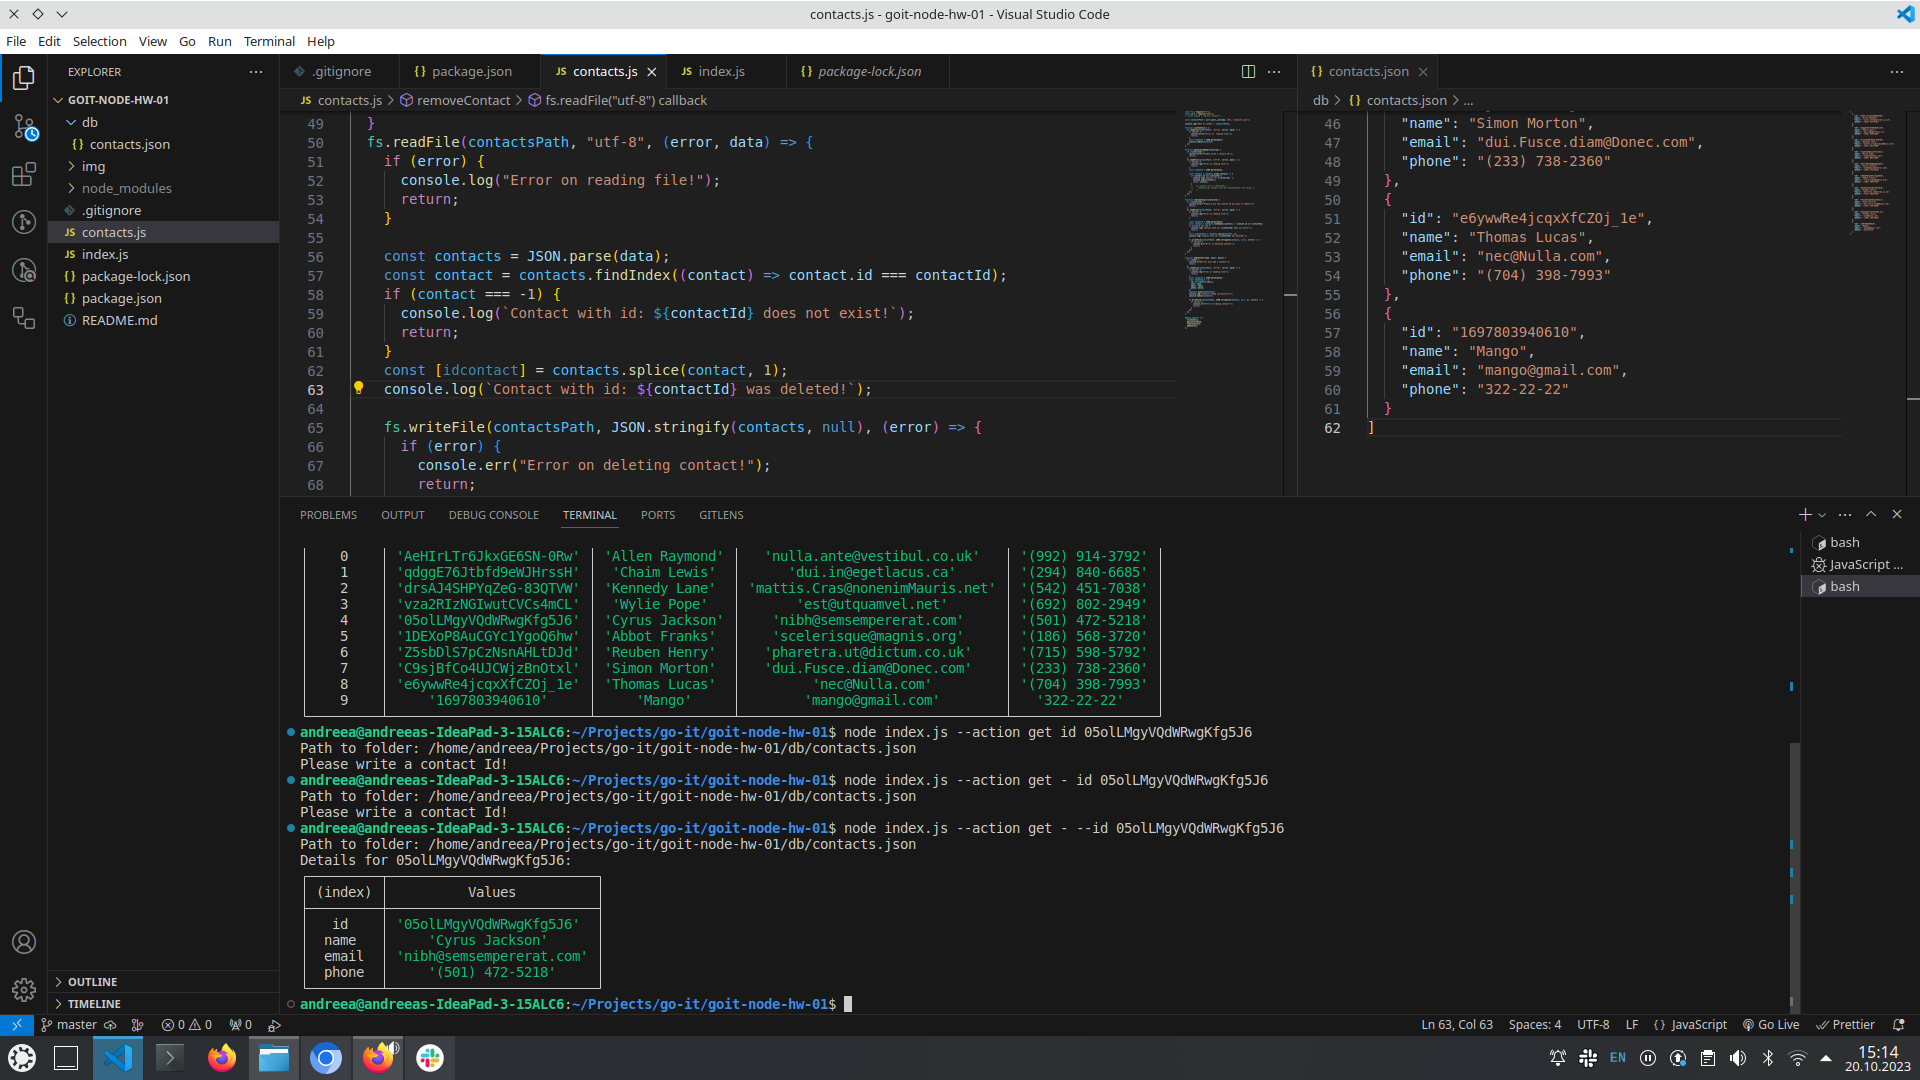 contacts.js - goit-node-hw-01 - Visual Studio Code
File Edit Selection View Go Run Terminal Help
EXPLORER
GOIT-NODE-HW-01
db
{} contacts.json
img
node_modules
.gitignore
JS contacts.js
JS index.js
{} package-lock.json
{} package.json
README.md
OUTLINE
TIMELINE
.gitignore {} package.json JS contacts.js JS index.js {} package-lock.json
JS contacts.js > removeContact > fs.readFile("utf-8") callback
49 }
50 fs.readFile(contactsPath, "utf-8", (error, data) => {
51 if (error) {
52 console.log("Error on reading file!");
53 return;
54 }
55
56 const contacts = JSON.parse(data);
57 const contact = contacts.findIndex((contact) => contact.id === contactId);
58 if (contact === -1) {
59 console.log(`Contact with id: ${contactId} does not exist!`);
60 return;
61 }
62 const [idcontact] = contacts.splice(contact, 1);
63 console.log(`Contact with id: ${contactId} was deleted!`);
64
65 fs.writeFile(contactsPath, JSON.stringify(contacts, null), (error) => {
66 if (error) {
67 console.err("Error on deleting contact!");
68 return;
{} contacts.json
db > {} contacts.json > ...
46 "name": "Simon Morton",
47 "email": "dui.Fusce.diam@Donec.com",
48 "phone": "(233) 738-2360"
49 },
50 {
51 "id": "e6ywwRe4jcqxXfCZOj_1e",
52 "name": "Thomas Lucas",
53 "email": "nec@Nulla.com",
54 "phone": "(704) 398-7993"
55 },
56 {
57 "id": "1697803940610",
58 "name": "Mango",
59 "email": "mango@gmail.com",
60 "phone": "322-22-22"
61 }
62 ]
PROBLEMS OUTPUT DEBUG CONSOLE TERMINAL PORTS GITLENS
0 'AeHIrLTr6JkxGE6SN-0Rw' 'Allen Raymond' 'nulla.ante@vestibul.co.uk' '(992) 914-3792'
1 'qdggE76Jtbfd9eWJHrssH' 'Chaim Lewis' 'dui.in@egetlacus.ca' '(294) 840-6685'
2 'drsAJ4SHPYqZeG-83QTVW' 'Kennedy Lane' 'mattis.Cras@nonenimMauris.net' '(542) 451-7038'
3 'vza2RIzNGIwutCVCs4mCL' 'Wylie Pope' 'est@utquamvel.net' '(692) 802-2949'
4 '05olLMgyVQdWRwgKfg5J6' 'Cyrus Jackson' 'nibh@semsempererat.com' '(501) 472-5218'
5 '1DEXoP8AuCGYc1YgoQ6hw' 'Abbot Franks' 'scelerisque@magnis.org' '(186) 568-3720'
6 'Z5sbDlS7pCzNsnAHLtDJd' 'Reuben Henry' 'pharetra.ut@dictum.co.uk' '(715) 598-5792'
7 'C9sjBfCo4UJCWjzBnOtxl' 'Simon Morton' 'dui.Fusce.diam@Donec.com' '(233) 738-2360'
8 'e6ywwRe4jcqxXfCZOj_1e' 'Thomas Lucas' 'nec@Nulla.com' '(704) 398-7993'
9 '1697803940610' 'Mango' 'mango@gmail.com' '322-22-22'
andreea@andreeas-IdeaPad-3-15ALC6:~/Projects/go-it/goit-node-hw-01$ node index.js --action get id 05olLMgyVQdWRwgKfg5J6
Path to folder: /home/andreea/Projects/go-it/goit-node-hw-01/db/contacts.json
Please write a contact Id!
andreea@andreeas-IdeaPad-3-15ALC6:~/Projects/go-it/goit-node-hw-01$ node index.js --action get - id 05olLMgyVQdWRwgKfg5J6
Path to folder: /home/andreea/Projects/go-it/goit-node-hw-01/db/contacts.json
Please write a contact Id!
andreea@andreeas-IdeaPad-3-15ALC6:~/Projects/go-it/goit-node-hw-01$ node index.js --action get - --id 05olLMgyVQdWRwgKfg5J6
Path to folder: /home/andreea/Projects/go-it/goit-node-hw-01/db/contacts.json
Details for 05olLMgyVQdWRwgKfg5J6:
(index) Values
id '05olLMgyVQdWRwgKfg5J6'
name 'Cyrus Jackson'
email 'nibh@semsempererat.com'
phone '(501) 472-5218'
andreea@andreeas-IdeaPad-3-15ALC6:~/Projects/go-it/goit-node-hw-01$
bash
JavaScript ...
bash
master 0 0 0 Ln 63, Col 63 Spaces: 4 UTF-8 LF {} JavaScript Go Live Prettier
EN 15:14
20.10.2023